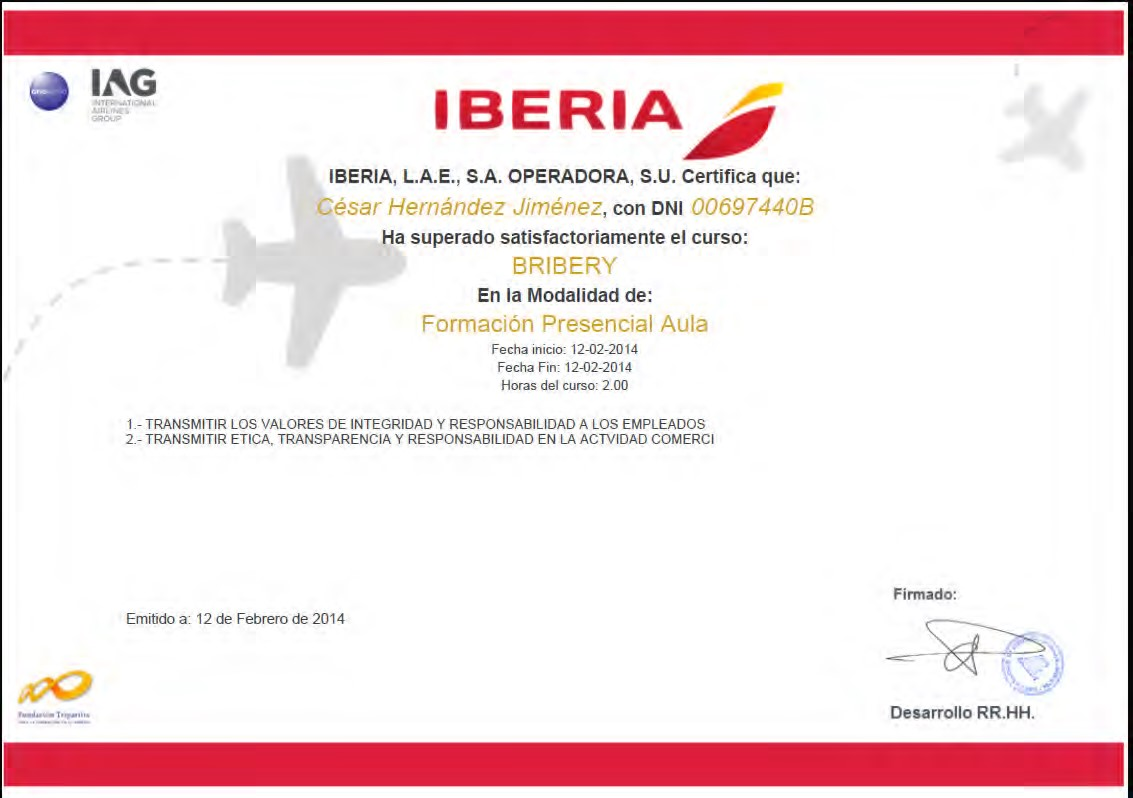 IAG
INTERNATIONAL
AIRLINES
GROUP
IBERIA
IBERIA, L.A.E., S.A. OPERADORA, S.U. Certifica que:
César Hernández Jiménez, con DNI 00697440B
Ha superado satisfactoriamente el curso:
BRIBERY
En la Modalidad de:
Formación Presencial Aula
Fecha inicio: 12-02-2014
Fecha Fin: 12-02-2014
Horas del curso: 2.00
1.- TRANSMITIR LOS VALORES DE INTEGRIDAD Y RESPONSABILIDAD A LOS EMPLEADOS
2.- TRANSMITIR ETICA, TRANSPARENCIA Y RESPONSABILIDAD EN LA ACTVIDAD COMERCI
Firmado:
Emitido a: 12 de Febrero de 2014
Fundación Tripartita
Desarrollo RR.HH.